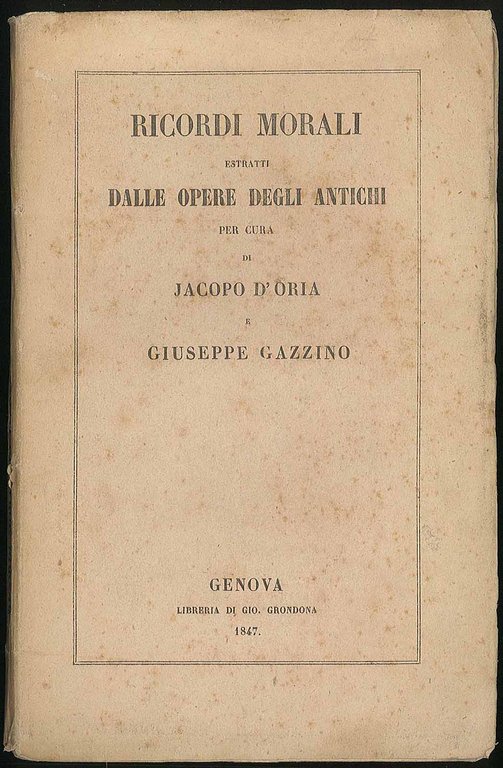 RICORDI MORALI
ESTRATTI
DALLE OPERE DEGLI ANTICHI
PER CURA
DI
JACOPO D'ORIA
E
GIUSEPPE GAZZINO
GENOVA
LIBRERIA DI GIO. GRONDONA
1847.